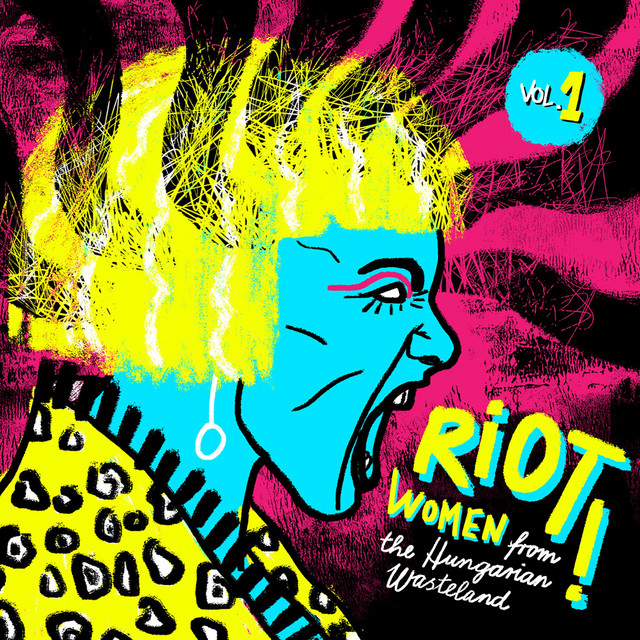 VOL.1
RiOT!
WOMEN from
the Hungarian
Wasteland